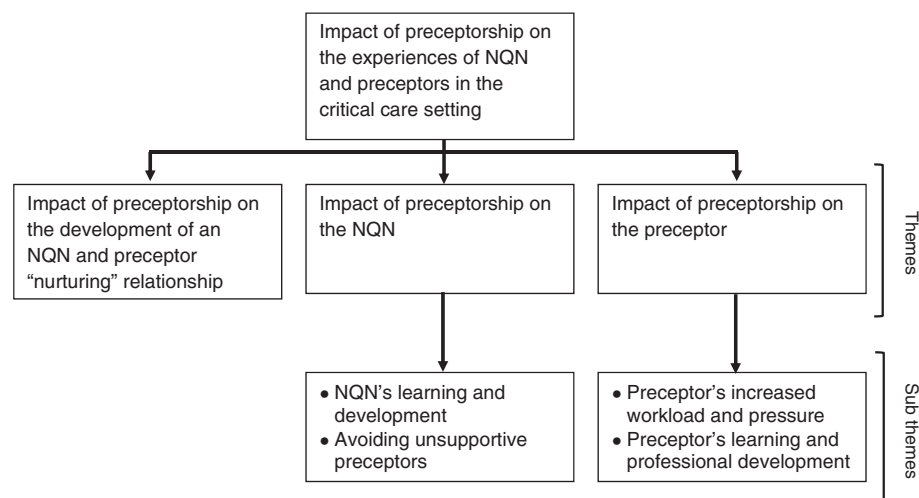 Impact of preceptorship on
the experiences of NQN
and preceptors in the
critical care setting
Impact of preceptorship on
the development of an
NQN and preceptor
“nurturing” relationship
Impact of preceptorship on
the NQN
Impact of preceptorship on
the preceptor
Themes
● NQN’s learning and
development
● Avoiding unsupportive
preceptors
● Preceptor’s increased
workload and pressure
● Preceptor’s learning and
professional development
Sub themes